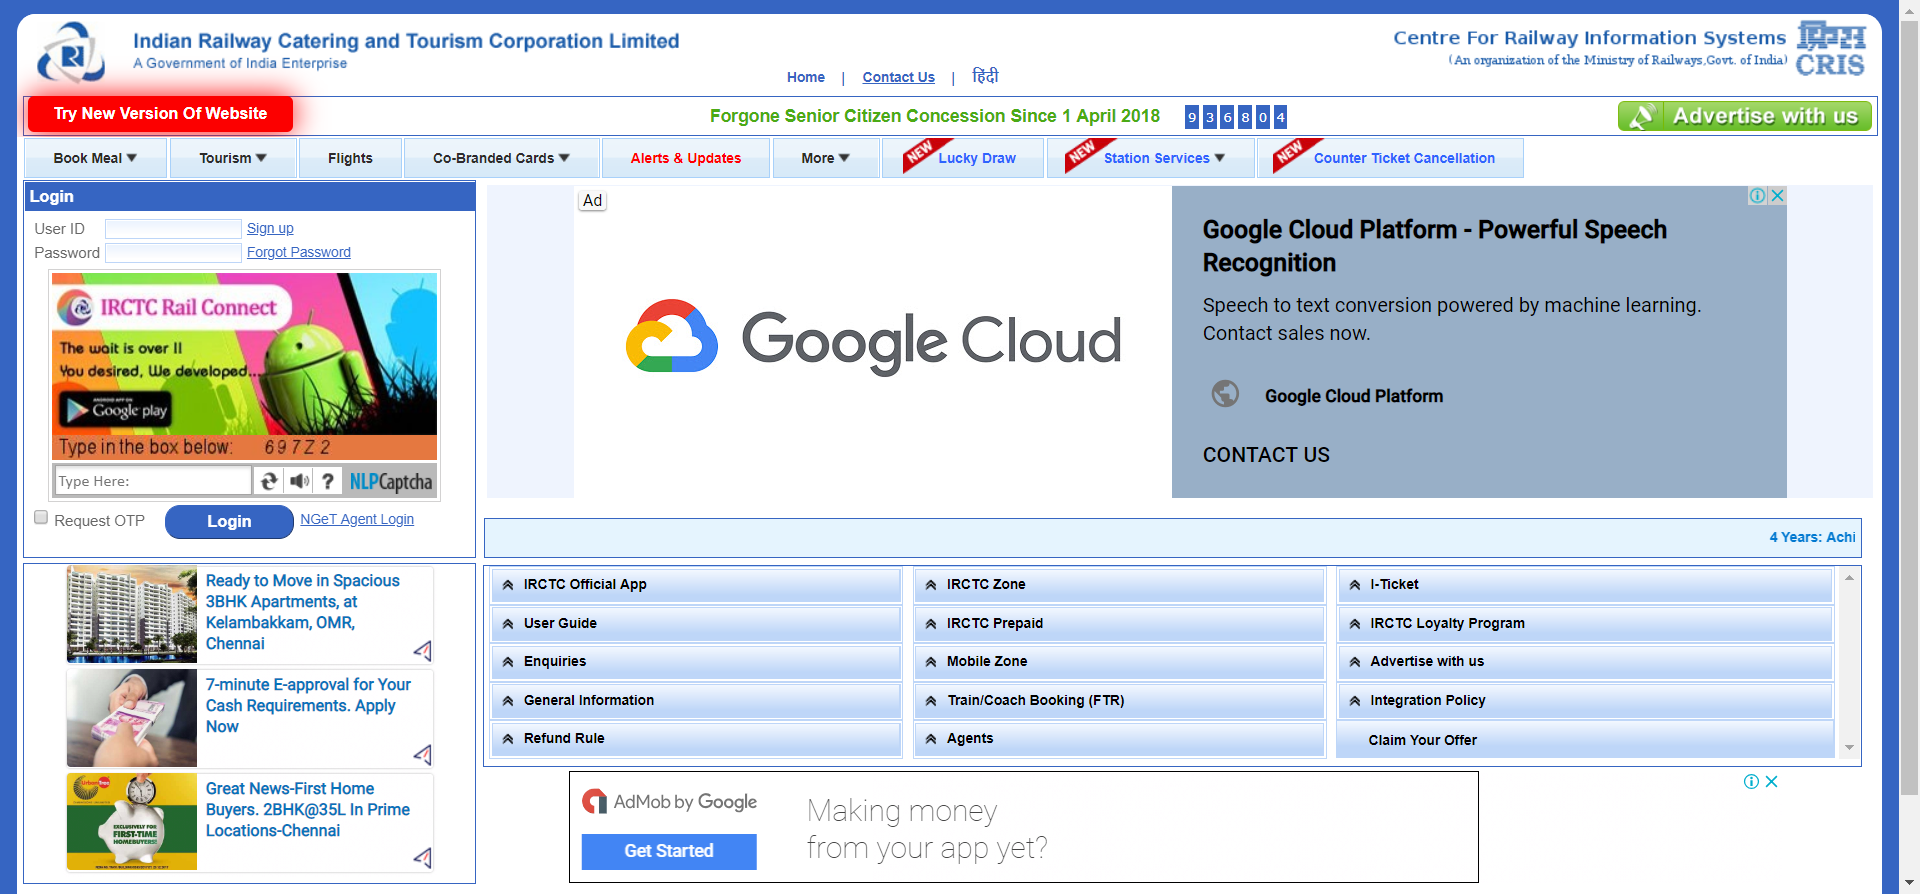 Indian Railway Catering and Tourism Corporation Limited
A Government of India Enterprise
Centre For Railway Information Systems
(An organization of the Ministry of Railways,Govt. of India)
CRIS
Home | Contact Us | हिंदी
Try New Version Of Website
Forgone Senior Citizen Concession Since 1 April 2018 9 3 6 8 0 4
Advertise with us
Book Meal Tourism Flights Co-Branded Cards Alerts & Updates More NEW Lucky Draw NEW Station Services NEW Counter Ticket Cancellation
Login
User ID Sign up
Password Forgot Password
IRCTC Rail Connect
The wait is over !!
You desired, We developed...
ANDROID APP ON
Google play
Type in the box below: 697Z2
Type Here: ? NLPCaptcha
Request OTP Login NGeT Agent Login
Ad
Google Cloud
Google Cloud Platform - Powerful Speech
Recognition
Speech to text conversion powered by machine learning.
Contact sales now.
Google Cloud Platform
CONTACT US
4 Years: Achi
Ready to Move in Spacious
3BHK Apartments, at
Kelambakkam, OMR,
Chennai
7-minute E-approval for Your
Cash Requirements. Apply
Now
Great News-First Home
Buyers. 2BHK@35L In Prime
Locations-Chennai
EXCLUSIVELY FOR
FIRST-TIME
HOMEBUYERS!
IRCTC Official App
IRCTC Zone
I-Ticket
User Guide
IRCTC Prepaid
IRCTC Loyalty Program
Enquiries
Mobile Zone
Advertise with us
General Information
Train/Coach Booking (FTR)
Integration Policy
Refund Rule
Agents
Claim Your Offer
AdMob by Google
Get Started
Making money
from your app yet?